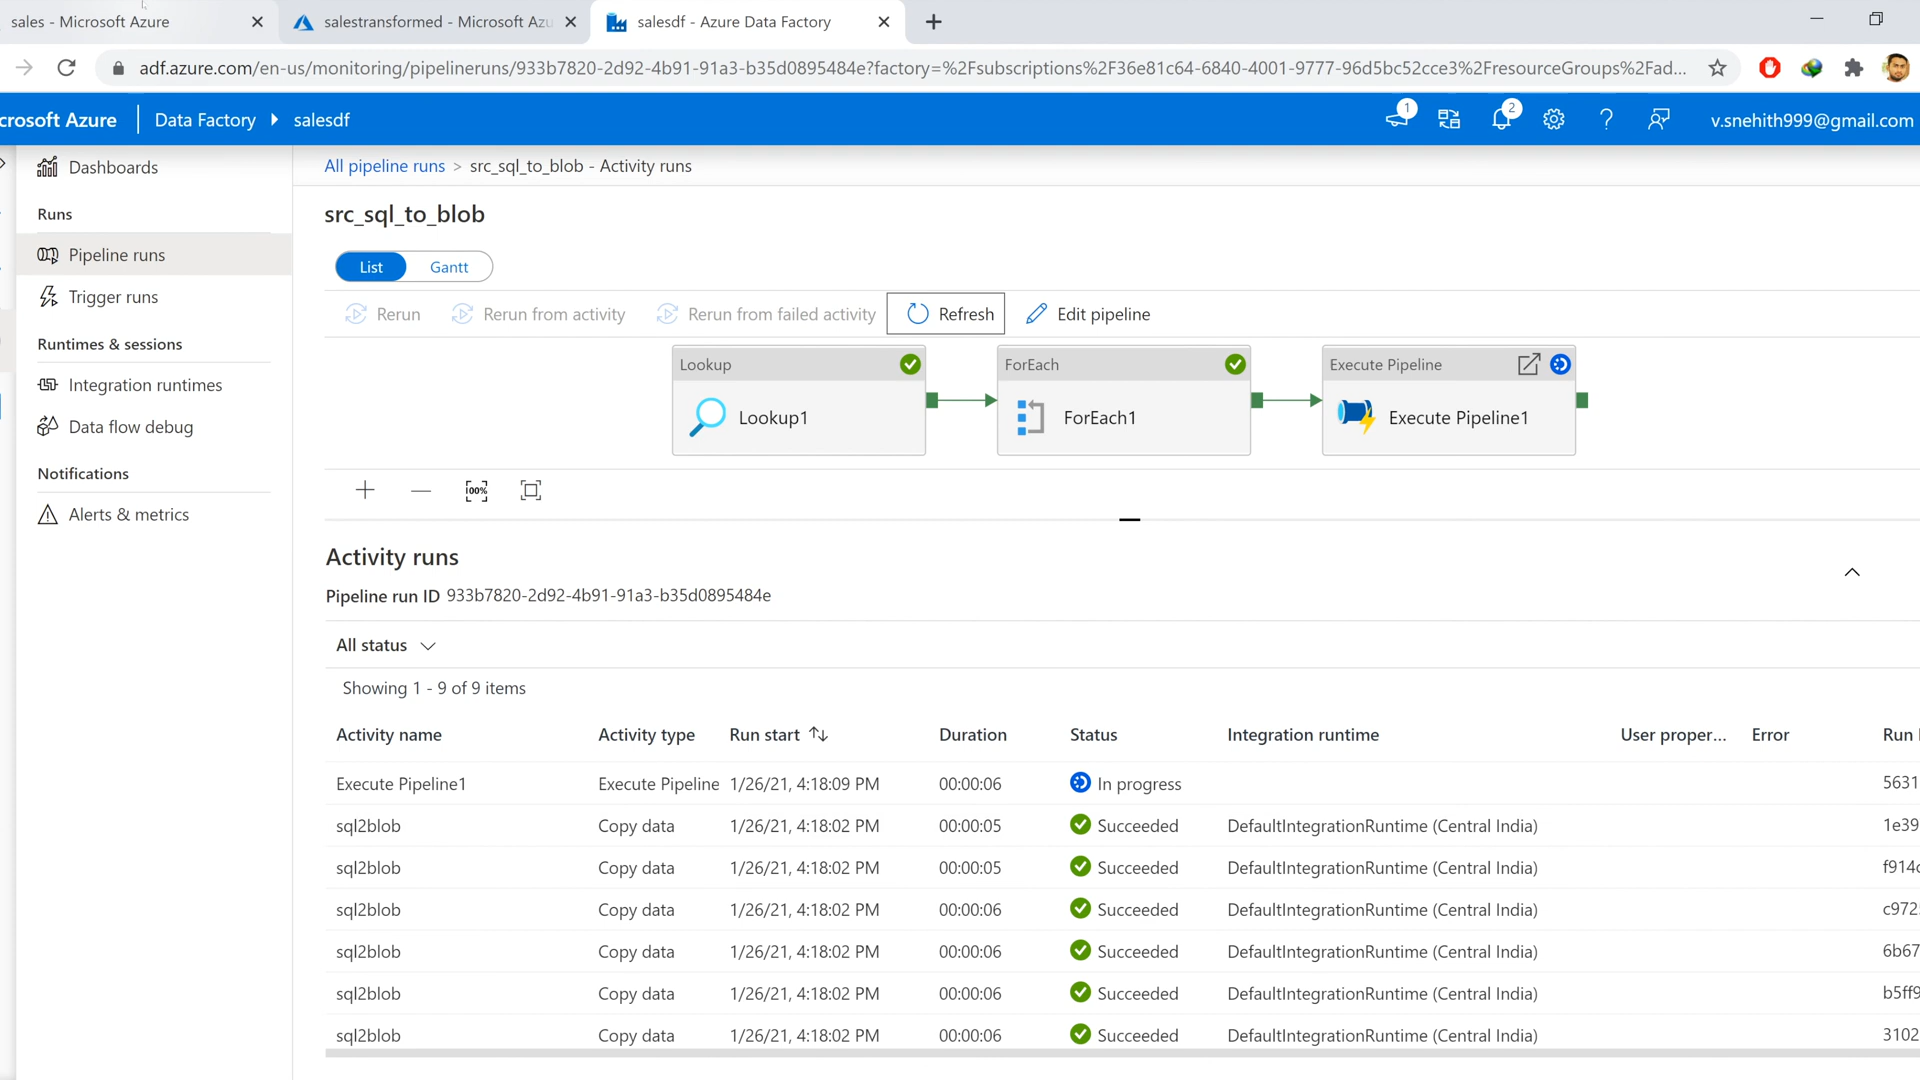 sales - Microsoft Azure
salestransformed - Microsoft Azu
salesdf - Azure Data Factory
adf.azure.com/en-us/monitoring/pipelineruns/933b7820-2d92-4b91-91a3-b35d0895484e?factory=%2Fsubscriptions%2F36e81c64-6840-4001-9777-96d5bc52cce3%2FresourceGroups%2Fad...
crosoft Azure
Data Factory
salesdf
1
2
v.snehith999@gmail.com
Dashboards
Runs
Pipeline runs
Trigger runs
Runtimes & sessions
Integration runtimes
Data flow debug
Notifications
Alerts & metrics
All pipeline runs > src_sql_to_blob - Activity runs
src_sql_to_blob
List Gantt
Rerun Rerun from activity Rerun from failed activity Refresh Edit pipeline
Lookup
Lookup1
ForEach
ForEach1
Execute Pipeline
Execute Pipeline1
100%
Activity runs
Pipeline run ID 933b7820-2d92-4b91-91a3-b35d0895484e
All status
Showing 1 - 9 of 9 items
Activity name Activity type Run start Duration Status Integration runtime User proper... Error Run
Execute Pipeline1 Execute Pipeline 1/26/21, 4:18:09 PM 00:00:06 In progress 5631
sql2blob Copy data 1/26/21, 4:18:02 PM 00:00:05 Succeeded DefaultIntegrationRuntime (Central India) 1e39
sql2blob Copy data 1/26/21, 4:18:02 PM 00:00:05 Succeeded DefaultIntegrationRuntime (Central India) f914c
sql2blob Copy data 1/26/21, 4:18:02 PM 00:00:06 Succeeded DefaultIntegrationRuntime (Central India) c972
sql2blob Copy data 1/26/21, 4:18:02 PM 00:00:06 Succeeded DefaultIntegrationRuntime (Central India) 6b67
sql2blob Copy data 1/26/21, 4:18:02 PM 00:00:06 Succeeded DefaultIntegrationRuntime (Central India) b5ff9
sql2blob Copy data 1/26/21, 4:18:02 PM 00:00:06 Succeeded DefaultIntegrationRuntime (Central India) 3102